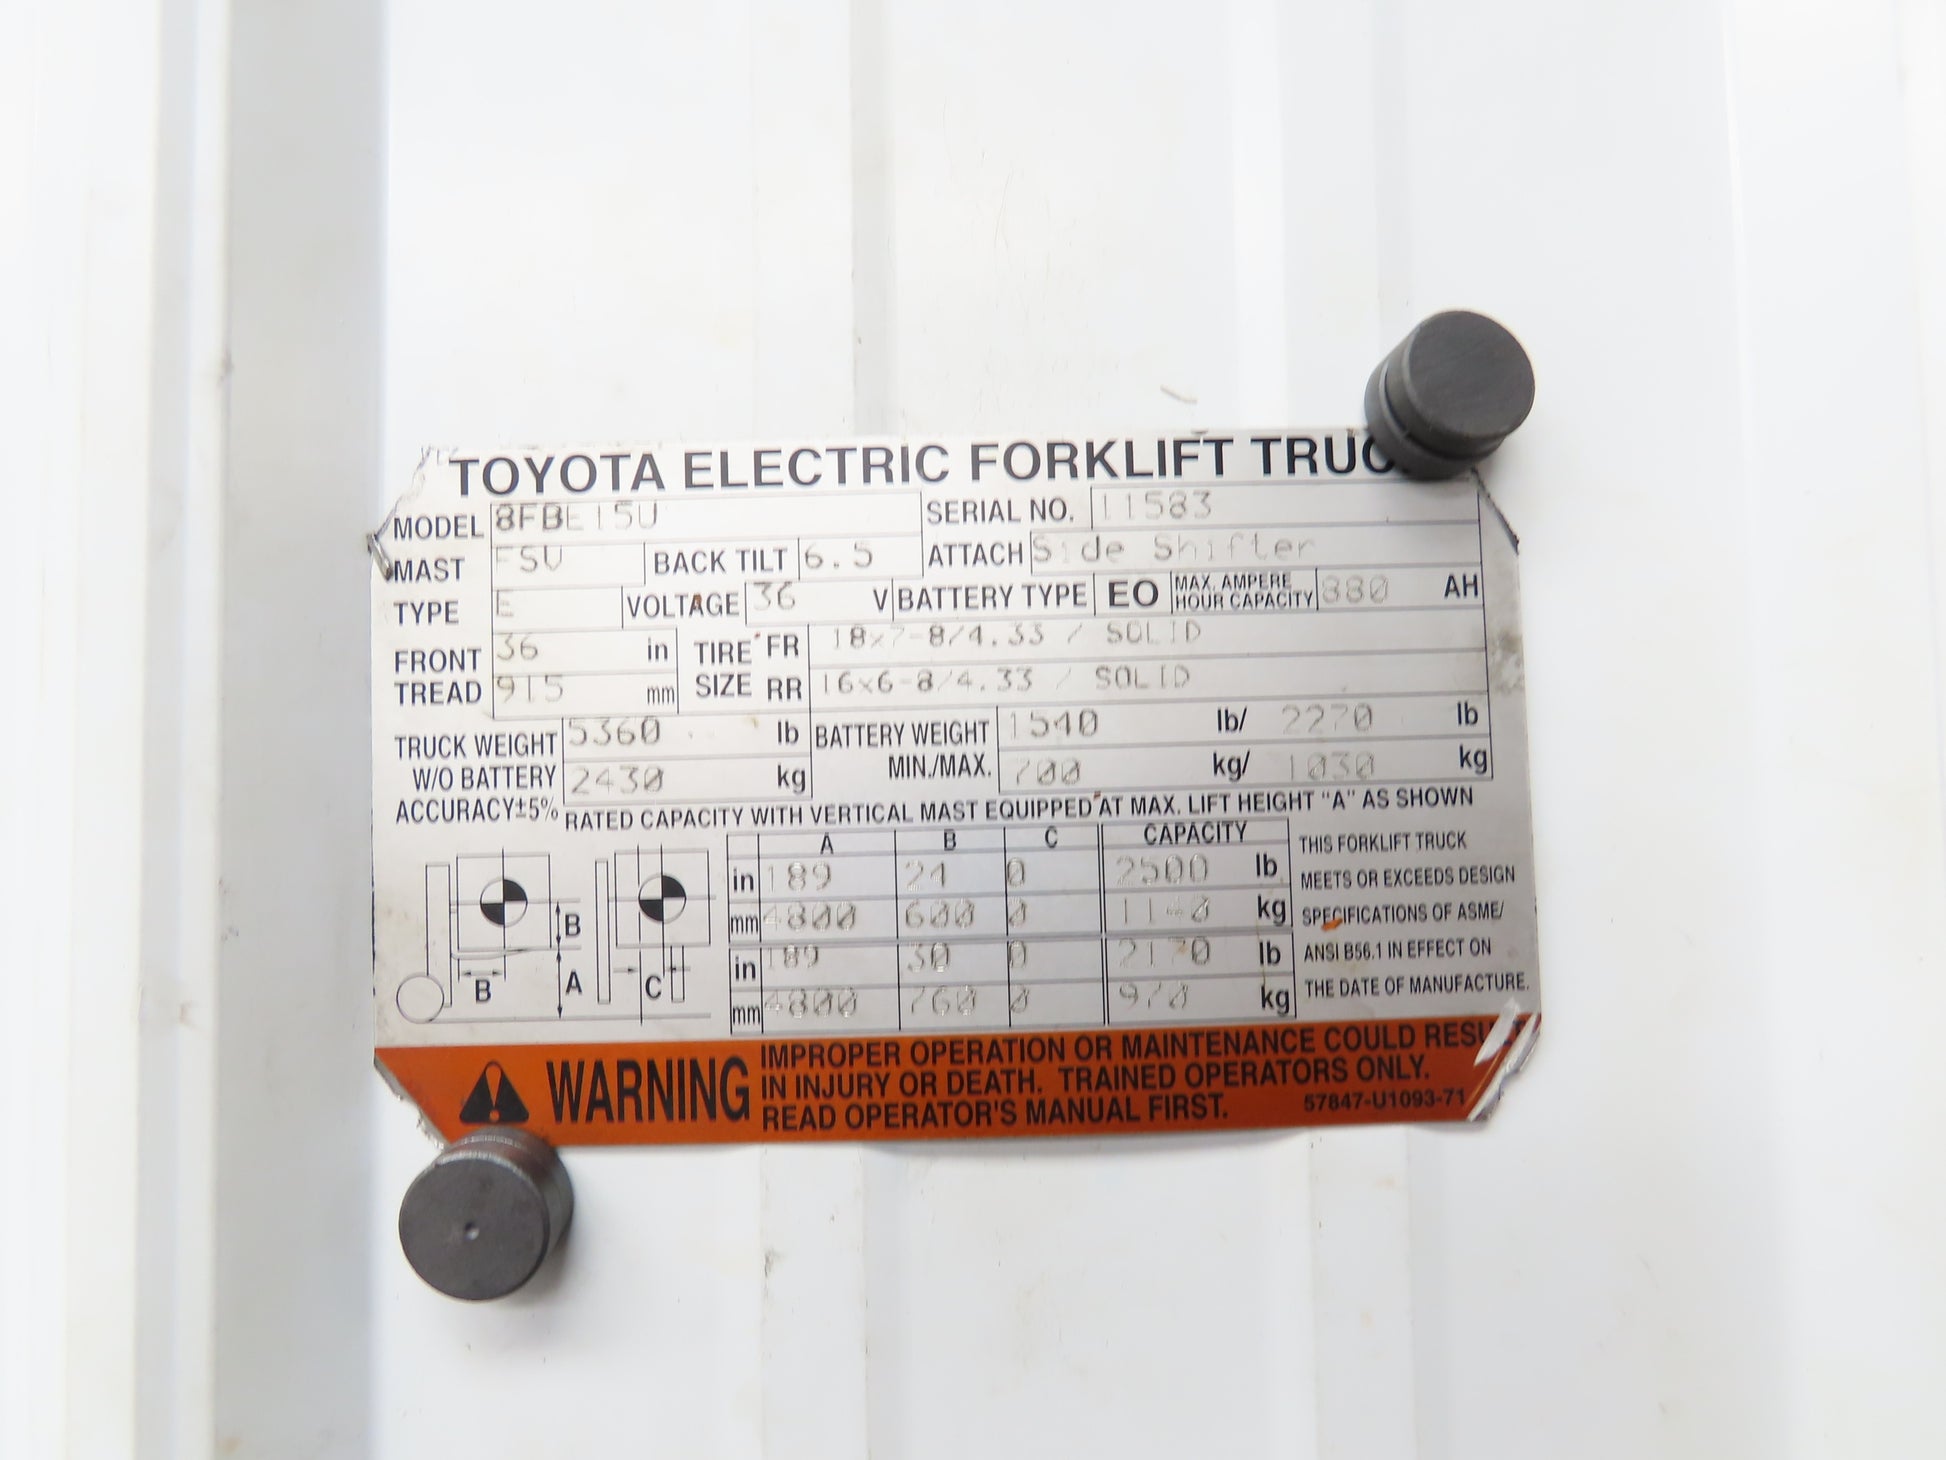 TOYOTA ELECTRIC FORKLIFT TRUC
MODEL 8FBE15U SERIAL NO. 11583
MAST FSV BACK TILT 6.5 ATTACH Side Shifter
TYPE E VOLTAGE 36 V BATTERY TYPE EO MAX. AMPERE HOUR CAPACITY 880 AH
FRONT TREAD 36 in TIRE SIZE FR 18x7-8/4.33 / SOLID
915 mm RR 16x6-8/4.33 / SOLID
TRUCK WEIGHT 5360 lb BATTERY WEIGHT 1540 lb/ 2270 lb
W/O BATTERY 2430 kg MIN./MAX. 700 kg/ 1030 kg
ACCURACY±5% RATED CAPACITY WITH VERTICAL MAST EQUIPPED AT MAX. LIFT HEIGHT "A" AS SHOWN
A B C CAPACITY
in 189 24 0 2500 lb
mm 4800 600 0 1140 kg
in 189 30 0 2170 lb
mm 4800 760 0 970 kg
B
B A C
THIS FORKLIFT TRUCK
MEETS OR EXCEEDS DESIGN
SPECIFICATIONS OF ASME/
ANSI B56.1 IN EFFECT ON
THE DATE OF MANUFACTURE.
WARNING
IMPROPER OPERATION OR MAINTENANCE COULD RESULT
IN INJURY OR DEATH. TRAINED OPERATORS ONLY.
READ OPERATOR'S MANUAL FIRST. 57847-U1093-71